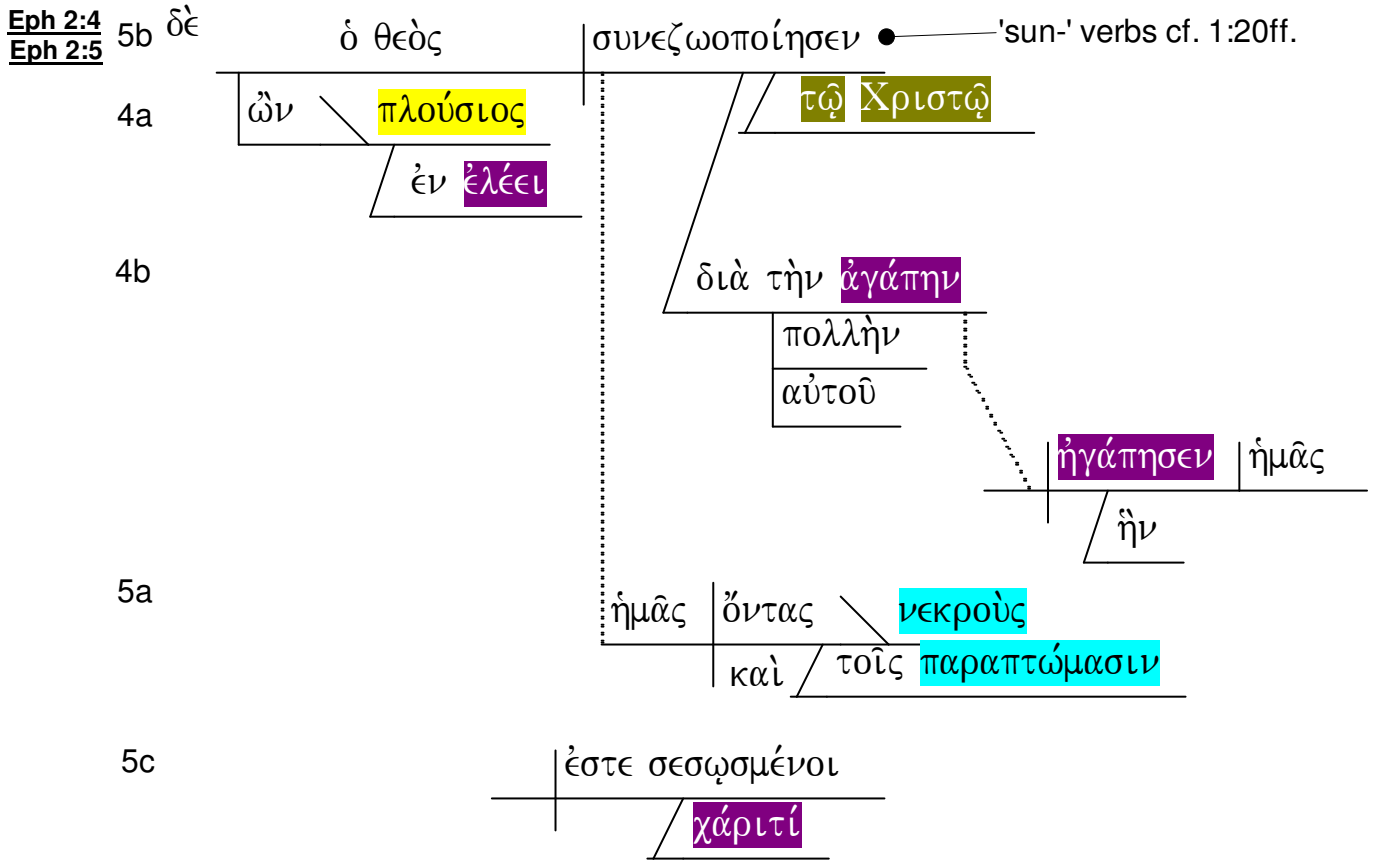 Eph 2:4
Eph 2:5
5b δὲ ὁ θεὸς συνεζωοποίησεν 'sun-' verbs cf. 1:20ff.
4a ὢν πλούσιος τῷ Χριστῷ
ἐν ἐλέει
4b διὰ τὴν ἀγάπην
πολλὴν
αὐτοῦ
ἠγάπησεν ἡμᾶς
ἣν
5a ἡμᾶς ὄντας νεκροὺς
καὶ τοῖς παραπτώμασιν
5c ἐστε σεσῳσμένοι
χάριτί